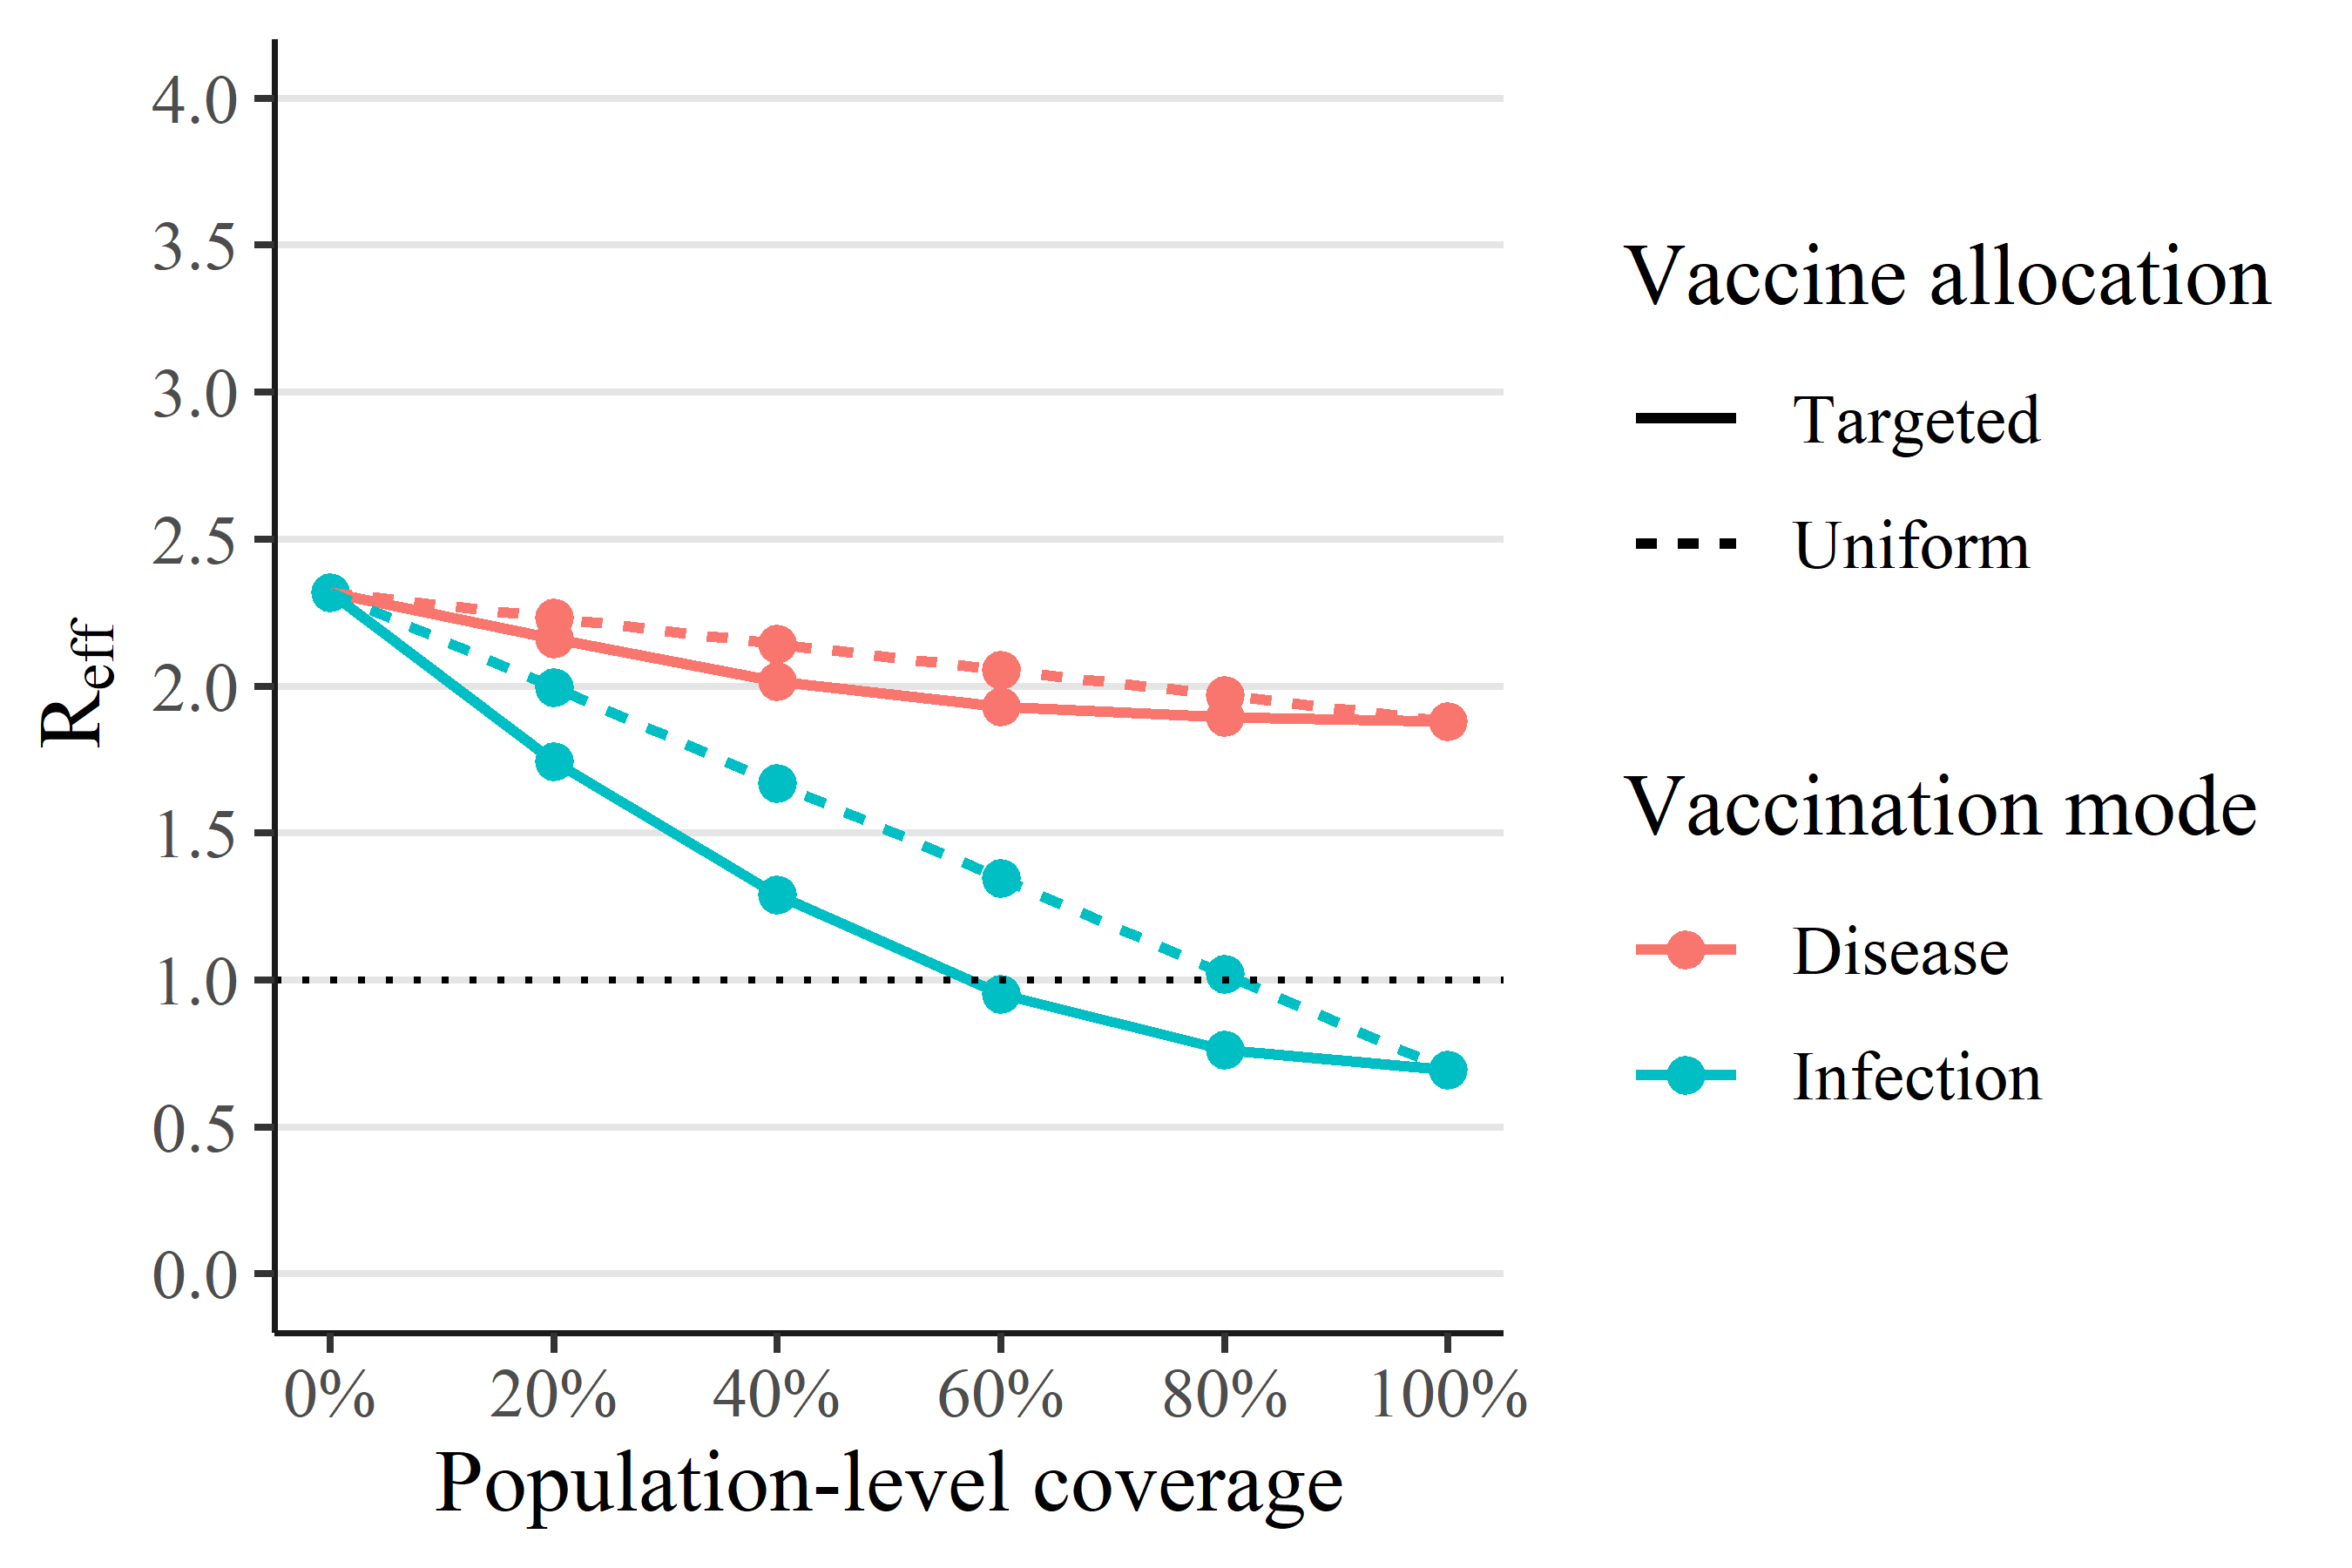 4.0
3.5
3.0
2.5
2.0
1.5
1.0
0.5
0.0
Reff
0%
20%
40%
60%
80%
100%
Population-level coverage
Vaccine allocation
Targeted
Uniform
Vaccination mode
Disease
Infection